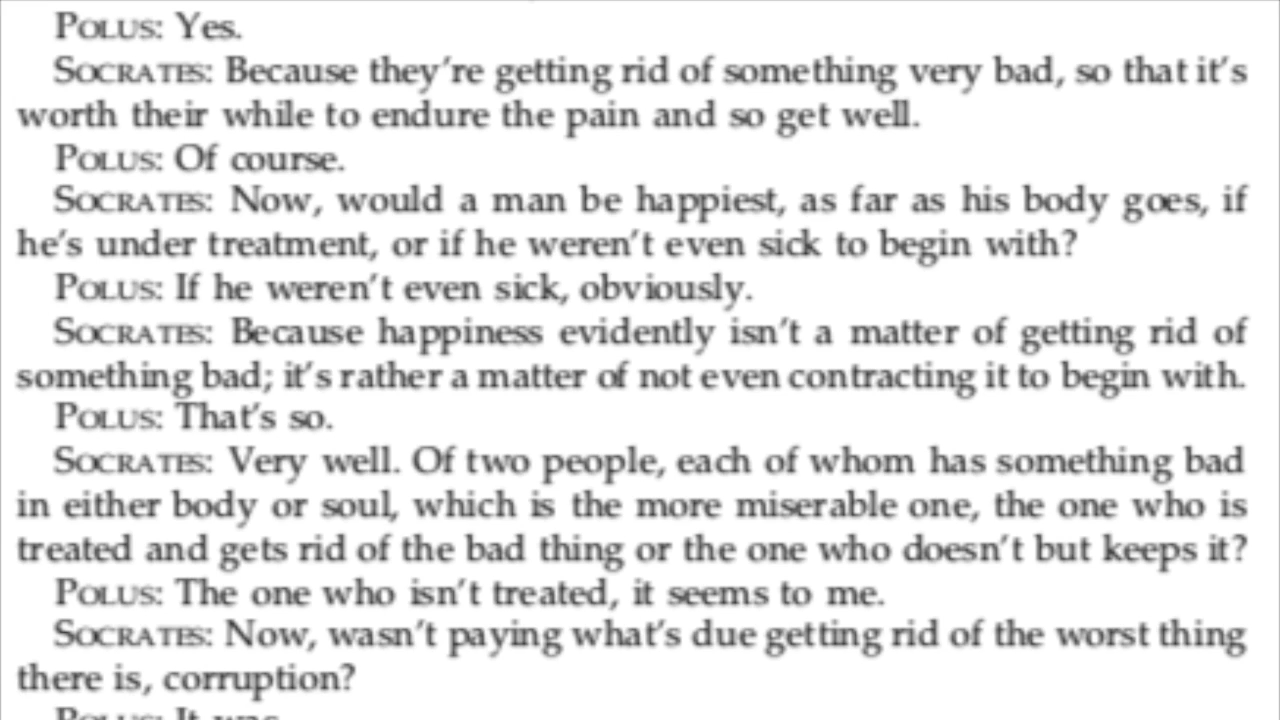 POLUS: Yes.
SOCRATES: Because they're getting rid of something very bad, so that it's
worth their while to endure the pain and so get well.
POLUS: Of course.
SOCRATES: Now, would a man be happiest, as far as his body goes, if
he's under treatment, or if he weren't even sick to begin with?
POLUS: If he weren't even sick, obviously.
SOCRATES: Because happiness evidently isn't a matter of getting rid of
something bad; it's rather a matter of not even contracting it to begin with.
POLUS: That's so.
SOCRATES: Very well. Of two people, each of whom has something bad
in either body or soul, which is the more miserable one, the one who is
treated and gets rid of the bad thing or the one who doesn't but keeps it?
POLUS: The one who isn't treated, it seems to me.
SOCRATES: Now, wasn't paying what's due getting rid of the worst thing
there is, corruption?
POLUS: It was.